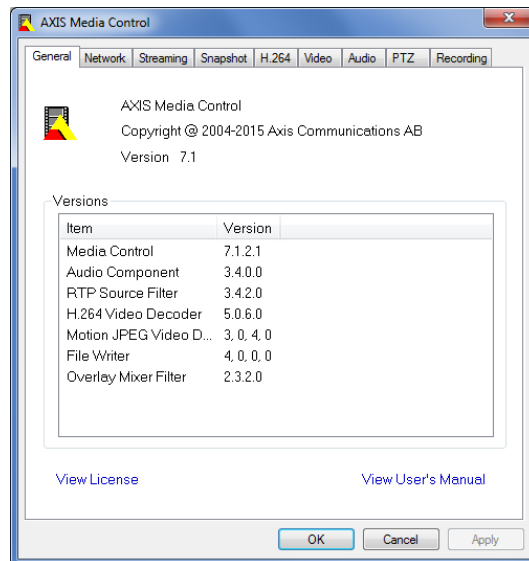 AXIS Media Control
General Network Streaming Snapshot H.264 Video Audio PTZ Recording
AXIS Media Control
Copyright @ 2004-2015 Axis Communications AB
Version 7.1
Versions
Item Version
Media Control 7.1.2.1
Audio Component 3.4.0.0
RTP Source Filter 3.4.2.0
H.264 Video Decoder 5.0.6.0
Motion JPEG Video D... 3, 0, 4, 0
File Writer 4, 0, 0, 0
Overlay Mixer Filter 2.3.2.0
View License View User's Manual
OK Cancel Apply